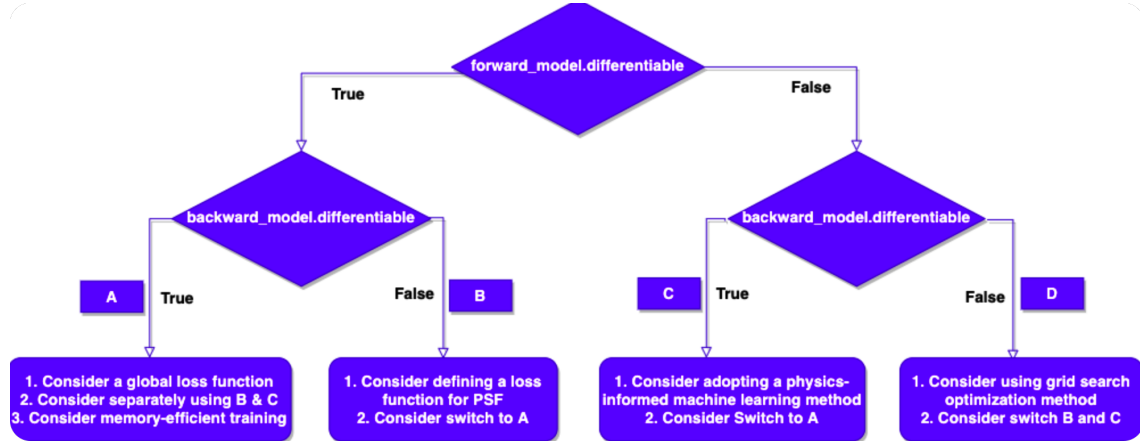 forward_model.differentiable
True
False
backward_model.differentiable
backward_model.differentiable
A
True
False
B
C
True
False
D
1. Consider a global loss function
2. Consider separately using B & C
3. Consider memory-efficient training
1. Consider defining a loss
function for PSF
2. Consider switch to A
1. Consider adopting a physics-
informed machine learning method
2. Consider Switch to A
1. Consider using grid search
optimization method
2. Consider switch B and C